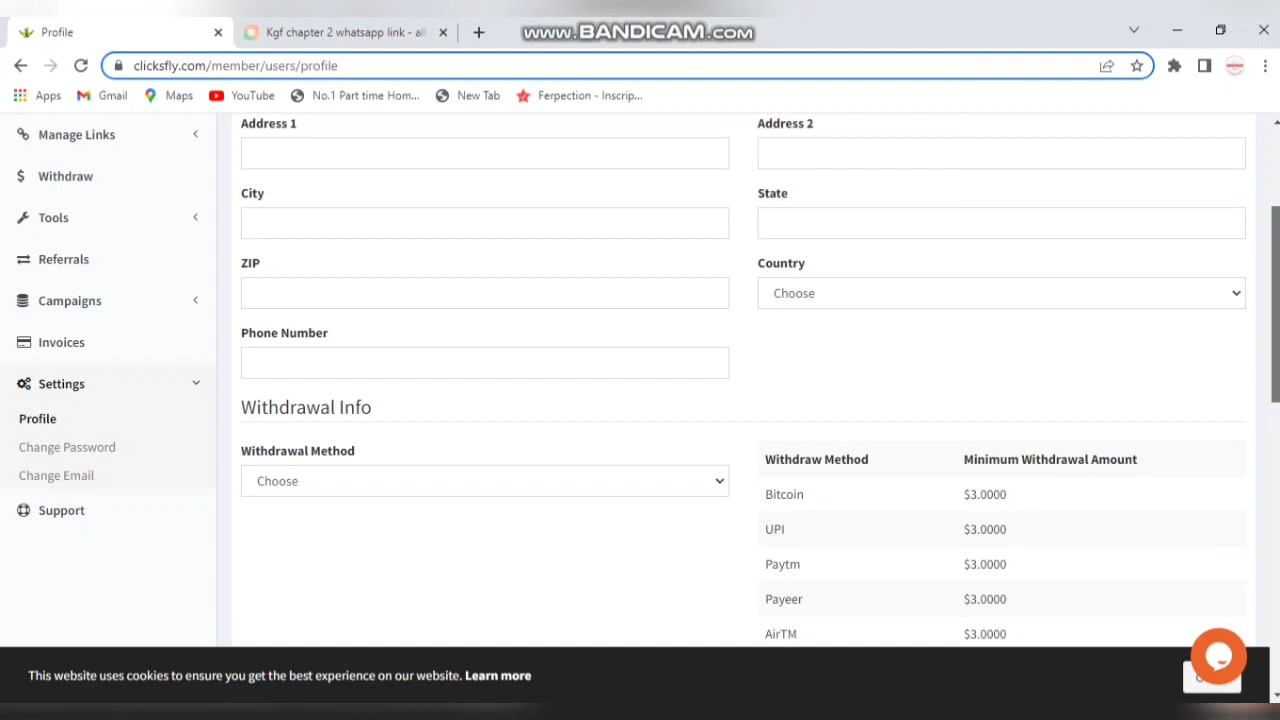 Profile
Kgf chapter 2 whatsapp link - all
www.BANDICAM.com
clicksfly.com/member/users/profile
Apps
Gmail
Maps
YouTube
No.1 Part time Hom...
New Tab
Ferpection - Inscrip...
Manage Links
Withdraw
Tools
Referrals
Campaigns
Invoices
Settings
Profile
Change Password
Change Email
Support
Address 1
Address 2
City
State
ZIP
Country
Choose
Phone Number
Withdrawal Info
Withdrawal Method
Choose
Withdraw Method Minimum Withdrawal Amount
Bitcoin $3.0000
UPI $3.0000
Paytm $3.0000
Payeer $3.0000
AirTM $3.0000
This website uses cookies to ensure you get the best experience on our website. Learn more